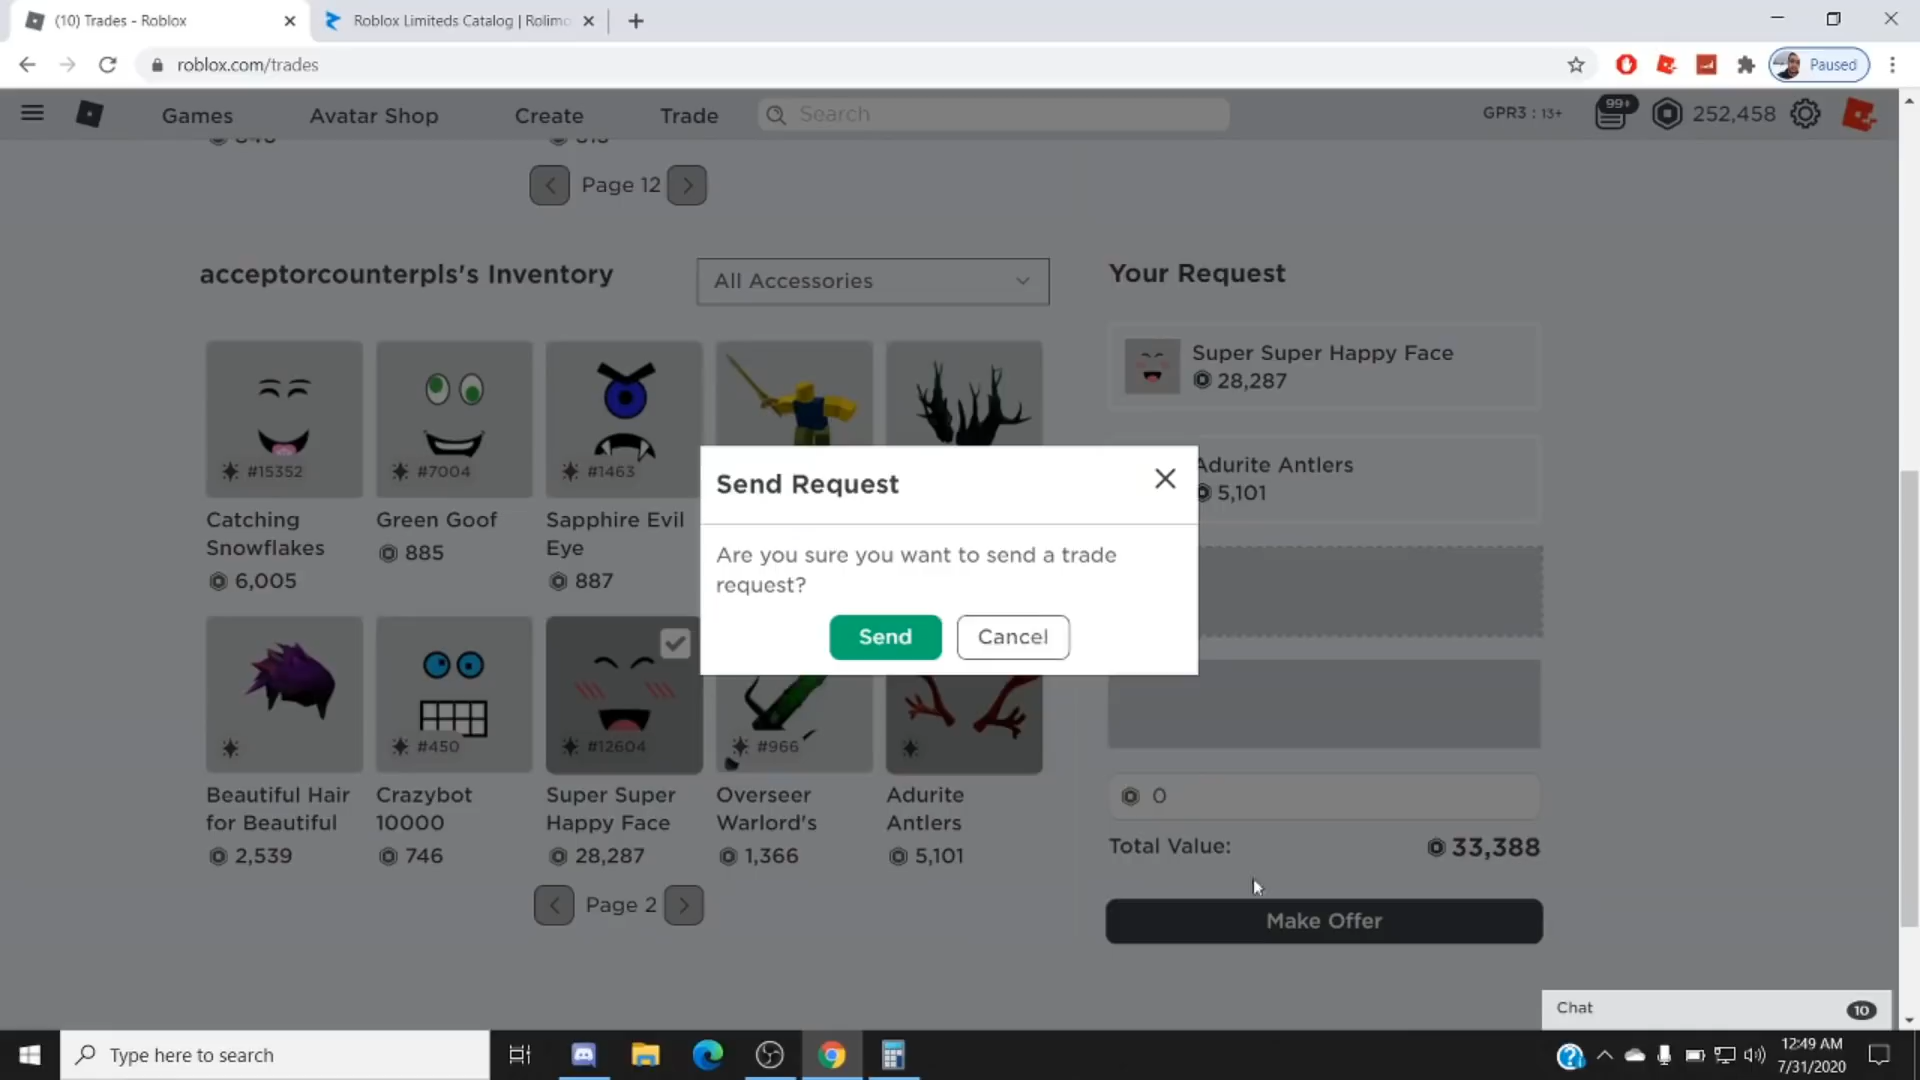 (10) Trades - Roblox
Roblox Limiteds Catalog | Rolimo
roblox.com/trades
Paused
Games
Avatar Shop
Create
Trade
Search
GPR3 : 13+
99+
252,458
Page 12
acceptorcounterpls's Inventory
All Accessories
Your Request
Super Super Happy Face
28,287
Adurite Antlers
5,101
#15352
#7004
#1463
Catching
Snowflakes
6,005
Green Goof
885
Sapphire Evil
Eye
887
Send Request
Are you sure you want to send a trade
request?
Send
Cancel
#450
#12604
#966
Beautiful Hair
for Beautiful
2,539
Crazybot
10000
746
Super Super
Happy Face
28,287
Overseer
Warlord's
1,366
Adurite
Antlers
5,101
Page 2
0
Total Value:
33,388
Make Offer
Chat
10
Type here to search
12:49 AM
7/31/2020